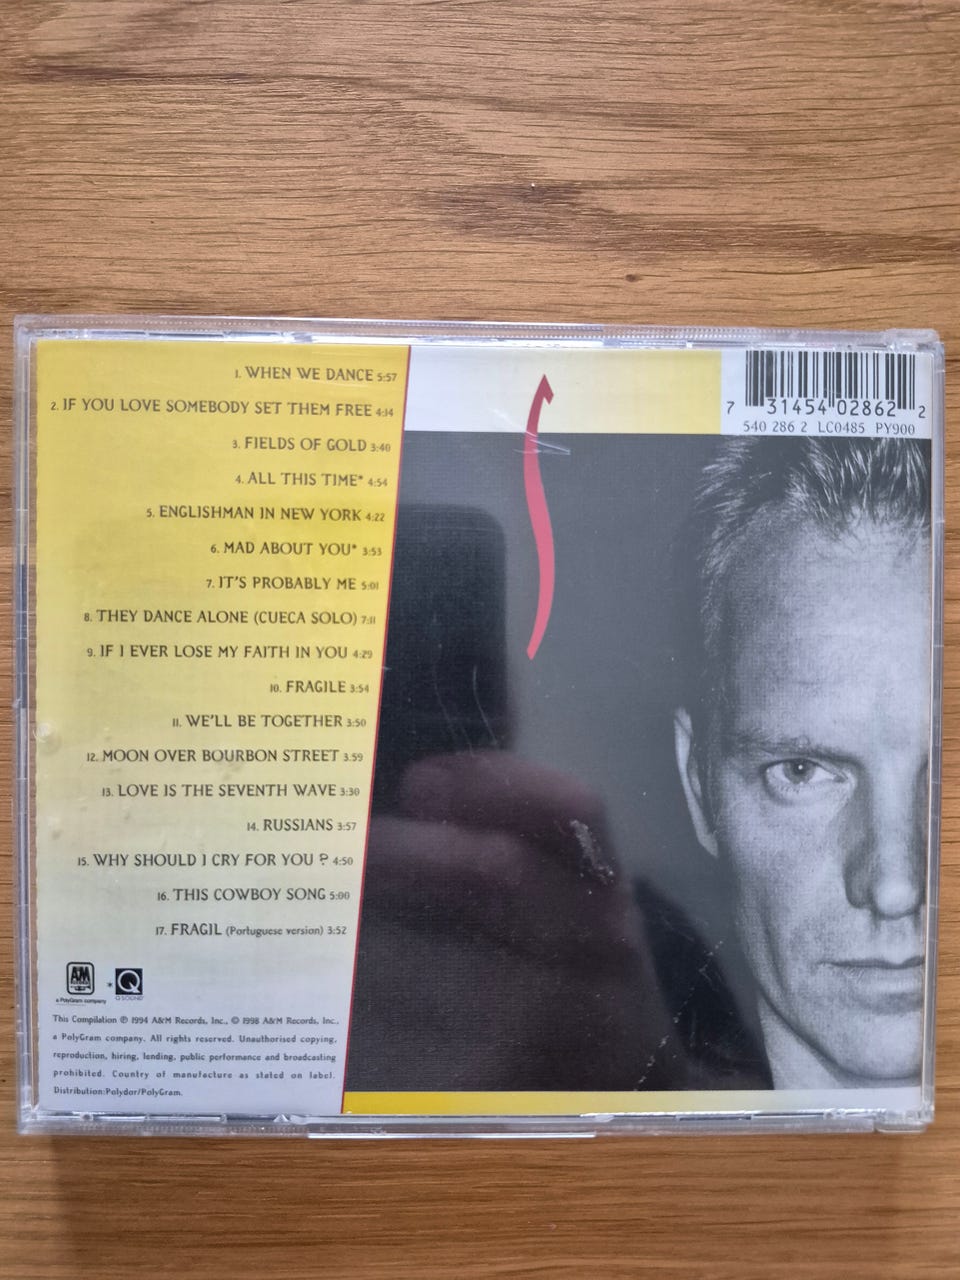 1. WHEN WE DANCE 5:57
2. IF YOU LOVE SOMEBODY SET THEM FREE 4:14
3. FIELDS OF GOLD 3:40
4. ALL THIS TIME* 4:54
5. ENGLISHMAN IN NEW YORK 4:22
6. MAD ABOUT YOU* 3:53
7. IT'S PROBABLY ME 5:01
8. THEY DANCE ALONE (CUECA SOLO) 7:11
9. IF I EVER LOSE MY FAITH IN YOU 4:29
10. FRAGILE 3:54
11. WE'LL BE TOGETHER 3:50
12. MOON OVER BOURBON STREET 3:59
13. LOVE IS THE SEVENTH WAVE 3:30
14. RUSSIANS 3:57
15. WHY SHOULD I CRY FOR YOU ? 4:50
16. THIS COWBOY SONG 5:00
17. FRAGIL (Portuguese version) 3:52
A&M
RECORDS
a PolyGram company
* Q
QSOUND
This Compilation ℗ 1994 A&M Records, Inc., © 1998 A&M Records, Inc.,
a PolyGram company. All rights reserved. Unauthorised copying,
reproduction, hiring, lending, public performance and broadcasting
prohibited. Country of manufacture as stated on label.
Distribution:Polydor/PolyGram.
7 31454 02862 2
540 286 2 LC0485 PY900